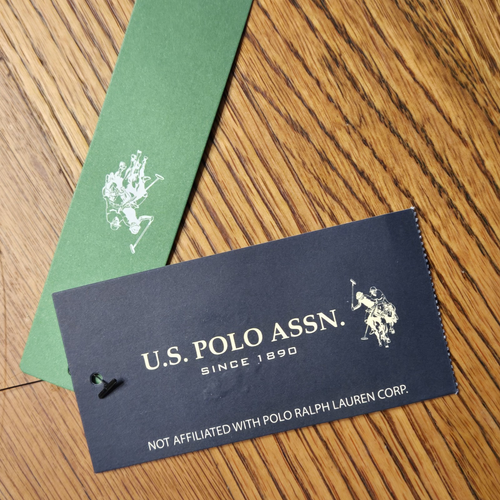 U.S. POLO ASSN.
SINCE 1890
NOT AFFILIATED WITH POLO RALPH LAUREN CORP.